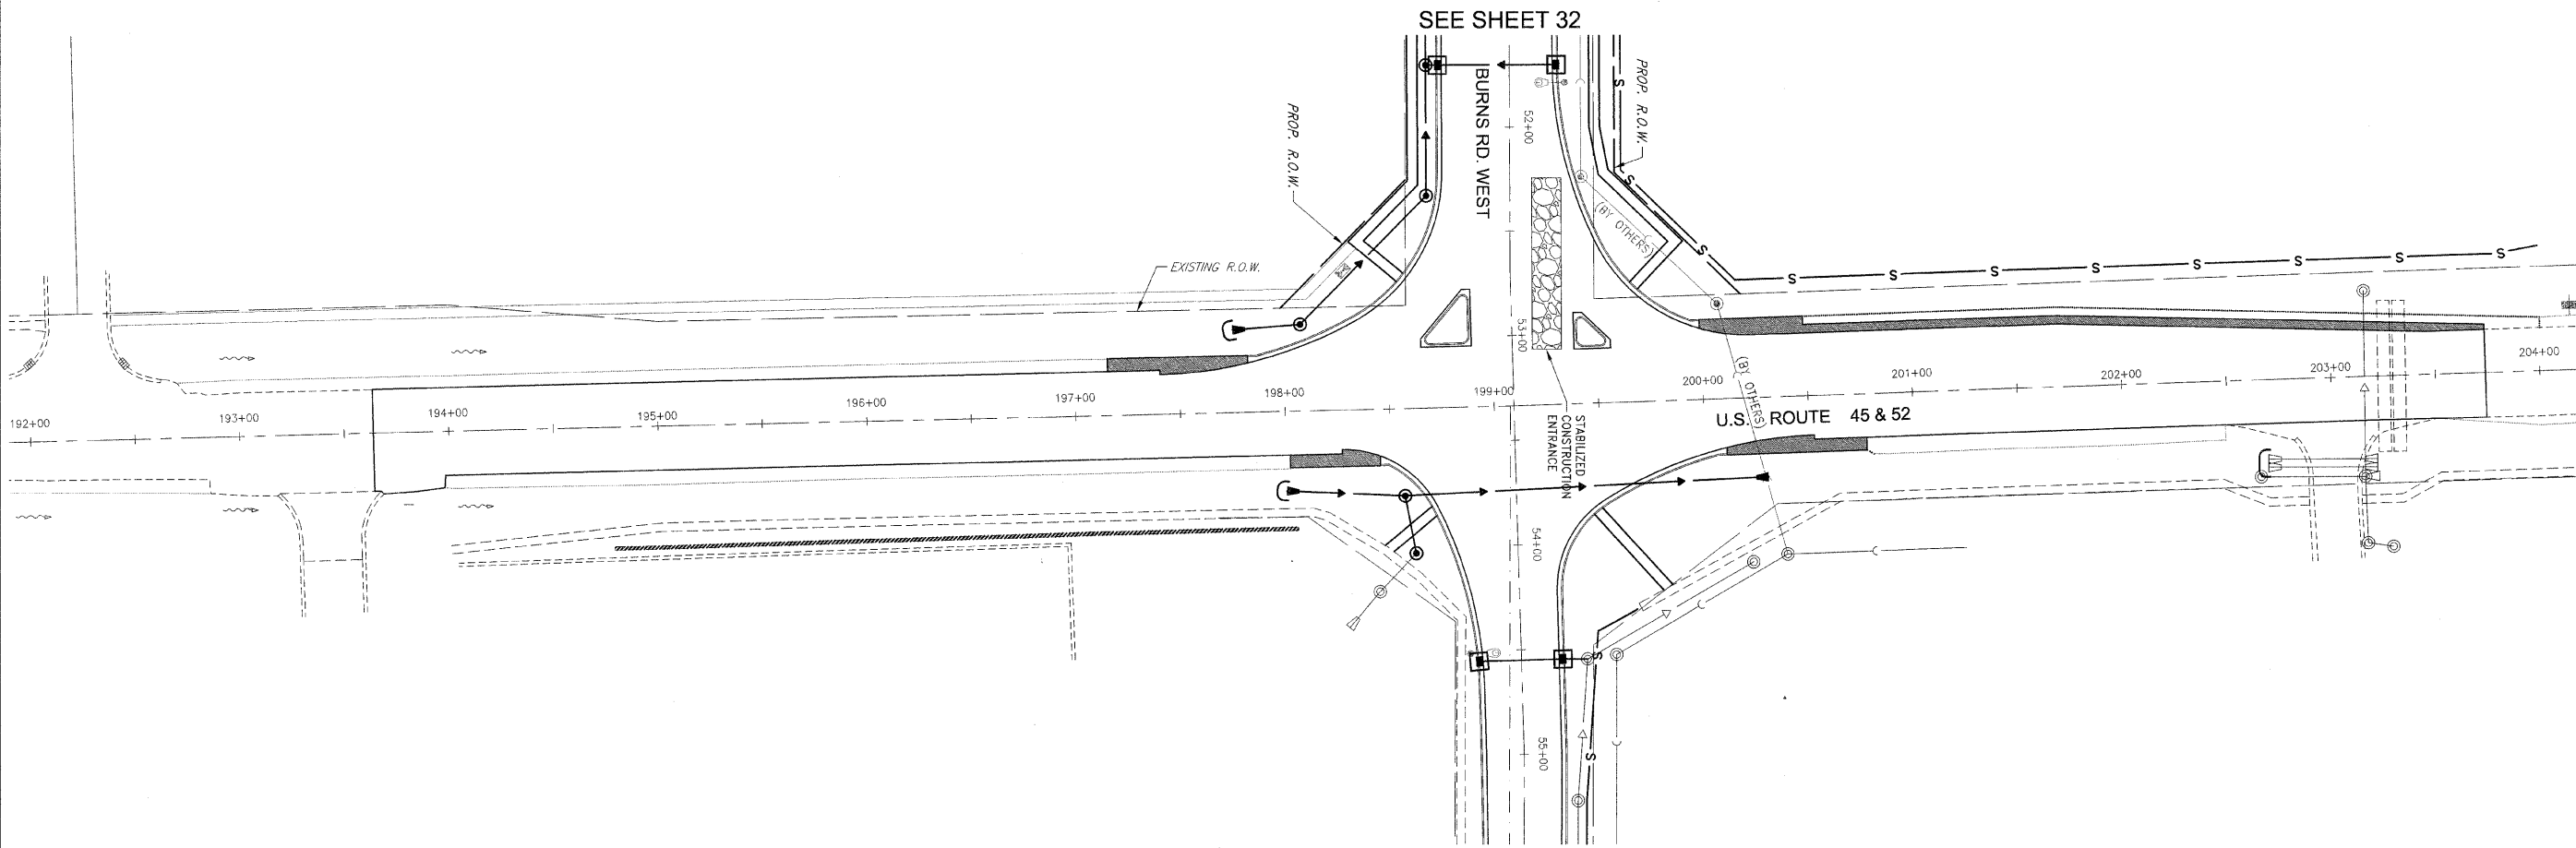 SEE SHEET 32
BURNS RD. WEST
52+00
PROP. R.O.W.
PROP. R.O.W.
S
S
(BY OTHERS)
S
EXISTING R.O.W.
S
S
S
S
S
S
S
S
53+00
192+00
193+00
194+00
195+00
196+00
197+00
198+00
199+00
200+00
201+00
202+00
203+00
204+00
(BY OTHERS)
U.S. ROUTE 45 & 52
STABILIZED
CONSTRUCTION
ENTRANCE
54+00
S
55+00
S